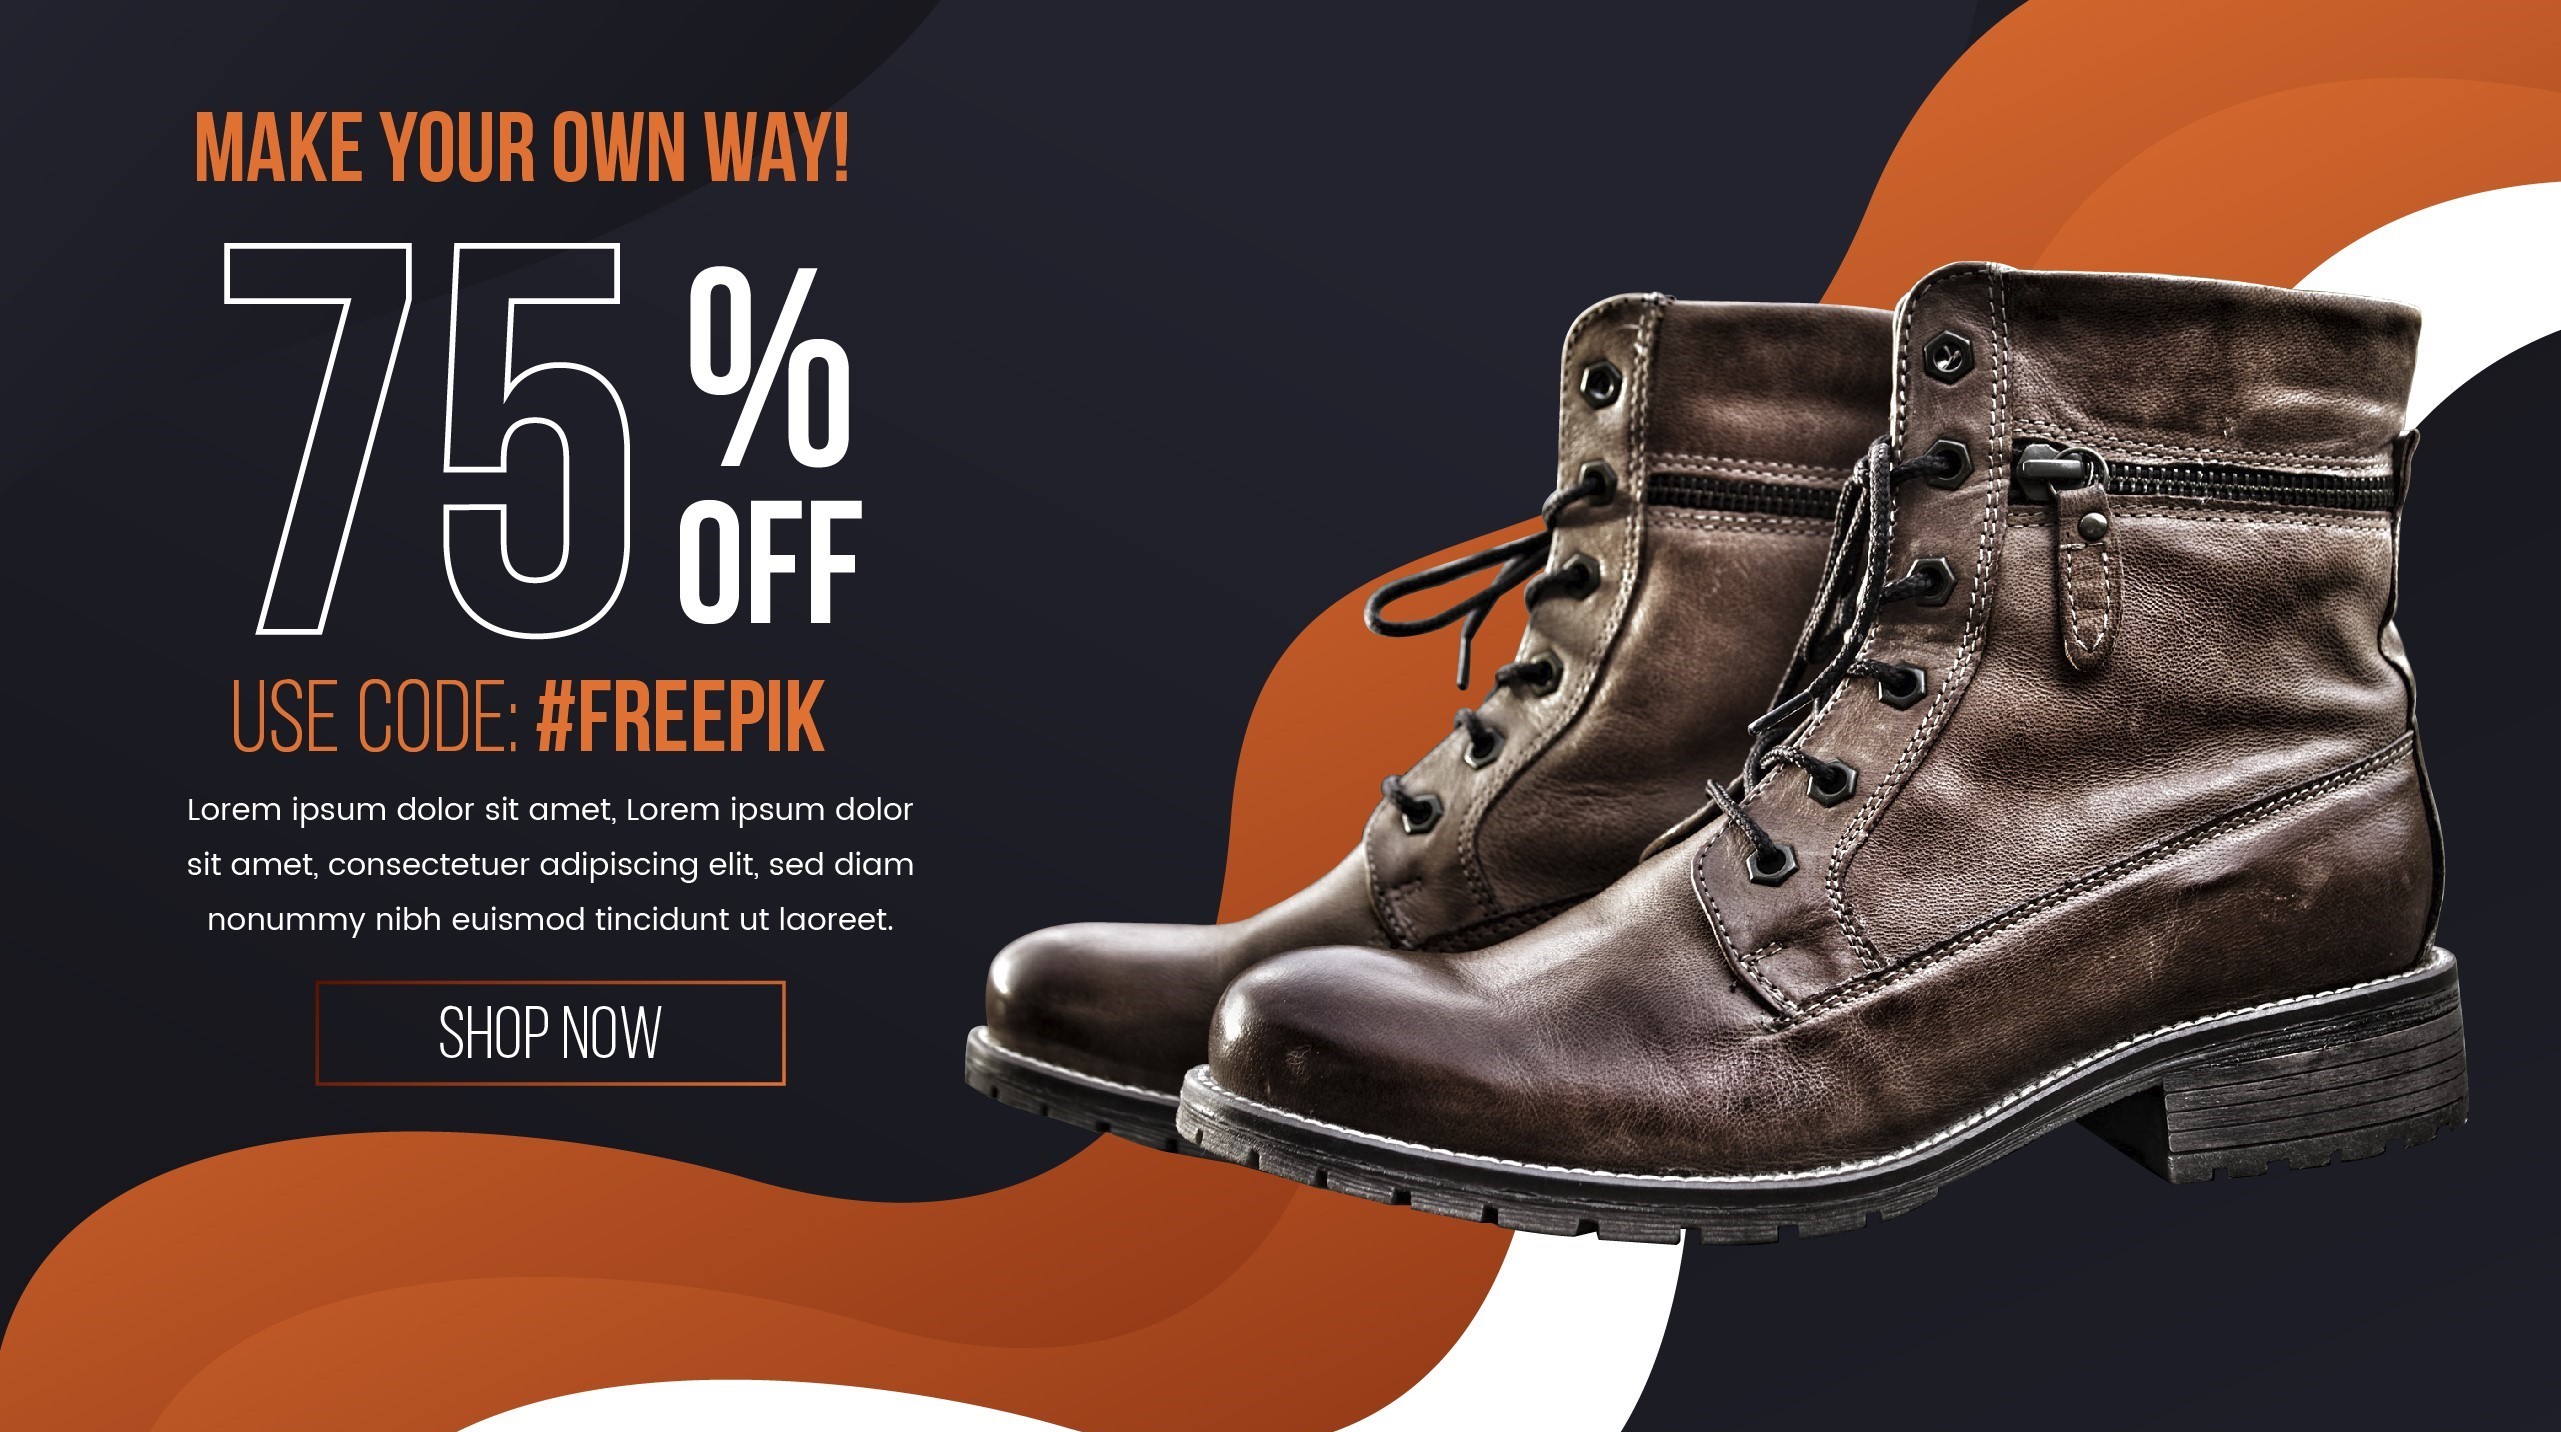 MAKE YOUR OWN WAY!
75%
OFF
USE CODE: #FREEPIK
Lorem ipsum dolor sit amet, Lorem ipsum dolor
sit amet, consectetuer adipiscing elit, sed diam
nonummy nibh euismod tincidunt ut laoreet.
SHOP NOW